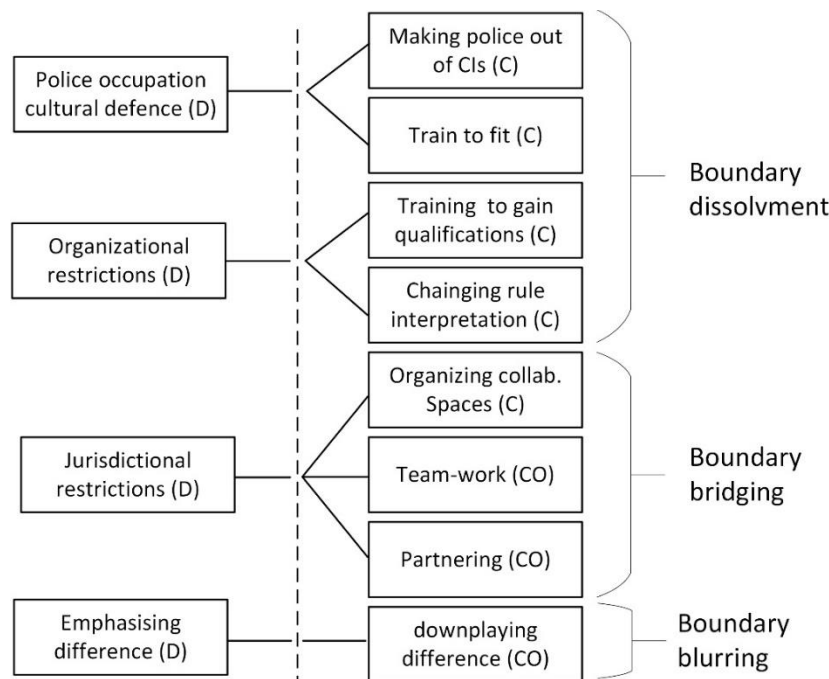 Police occupation
cultural defence (D)
Making police out
of CIs (C)
Train to fit (C)
Organizational
restrictions (D)
Training to gain
qualifications (C)
Chainging rule
interpretation (C)
Boundary
dissolvment
Jurisdictional
restrictions (D)
Organizing collab.
Spaces (C)
Team-work (CO)
Partnering (CO)
Boundary
bridging
Emphasising
difference (D)
downplaying
difference (CO)
Boundary
blurring